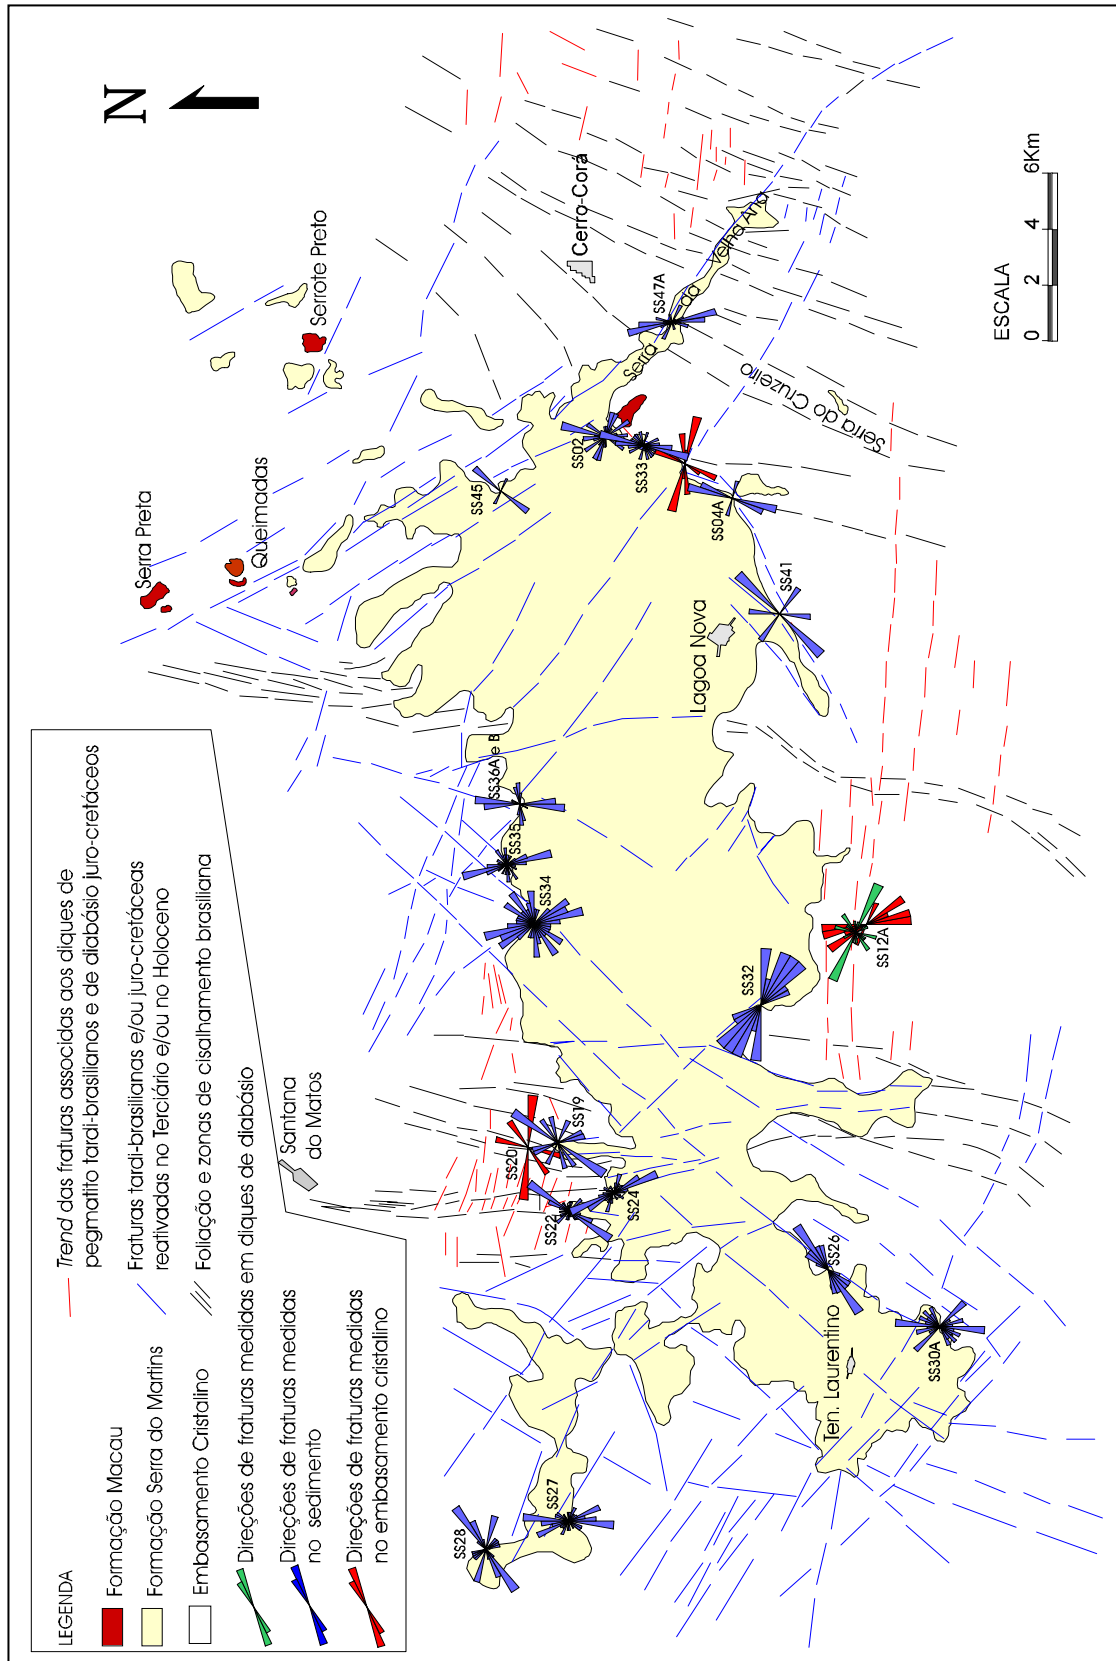 LEGENDA
Formação Macau
Formação Serra do Martins
Embasamento Cristalino
Direções de fraturas medidas em diques de diabásio
Direções de fraturas medidas
no sedimento
Direções de fraturas medidas
no embasamento cristalino
Trend das fraturas associadas aos diques de
pegmatito tardi-brasilianos e de diabásio juro-cretáceos
Fraturas tardi-brasilianas e/ou juro-cretáceas
reativadas no Terciário e/ou no Holoceno
Foliação e zonas de cisalhamento brasiliana
N
Serra Preta
Queimadas
Serrote Preto
Cerro-Corá
Santana
do Matos
Lagoa Nova
Ten. Laurentino
Serra da Velha Ana
Serra do Cruzeiro
SS28
SS27
SS22
SS20
SS19
SS24
SS26
SS30A
SS34
SS35
SS36A e B
SS32
SS12A
SS45
SS02
SS33
SS04A
SS41
SS47A
ESCALA
0 2 4 6Km